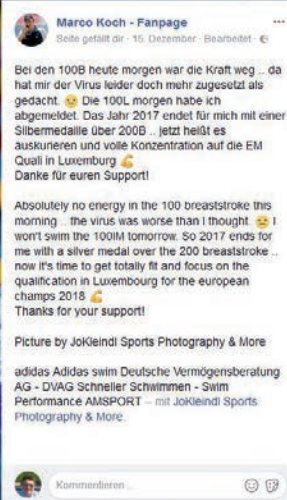 Marco Koch - Fanpage
Seite gefällt dir · 15. Dezember · Bearbeitet ·
Bei den 100B heute morgen war die Kraft weg .. da
hat mir der Virus leider doch mehr zugesetzt als
gedacht. 😕 Die 100L morgen habe ich
abgemeldet. Das Jahr 2017 endet für mich mit einer
Silbermedaille über 200B .. jetzt heißt es
auskurieren und volle Konzentration auf die EM
Quali in Luxemburg 💪
Danke für euren Support!
Absolutely no energy in the 100 breaststroke this
morning .. the virus was worse than I thought 😕 I
won't swim the 100IM tomorrow. So 2017 ends for
me with a silver medal over the 200 breaststroke ..
now it's time to get totally fit and focus on the
qualification in Luxembourg for the european
champs 2018 💪
Thanks for your support!
Picture by JoKleindl Sports Photography & More
adidas Adidas swim Deutsche Vermögensberatung
AG - DVAG Schneller Schwimmen - Swim
Performance AMSPORT – mit JoKleindl Sports
Photography & More.
Kommentieren ...